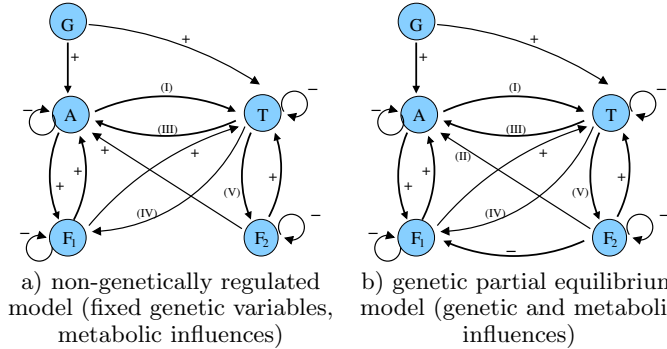 G
G
+
+
+
+
(I)
(I)
−
−
−
−
A
T
A
T
(III)
(III)
+
+
(II)
+
+
+
+
+
(V)
+
(V)
+
(IV)
(IV)
−
−
−
−
F1
F2
−
F1
F2
a) non-genetically regulated
model (fixed genetic variables,
metabolic influences)
b) genetic partial equilibrium
model (genetic and metaboli
influences)